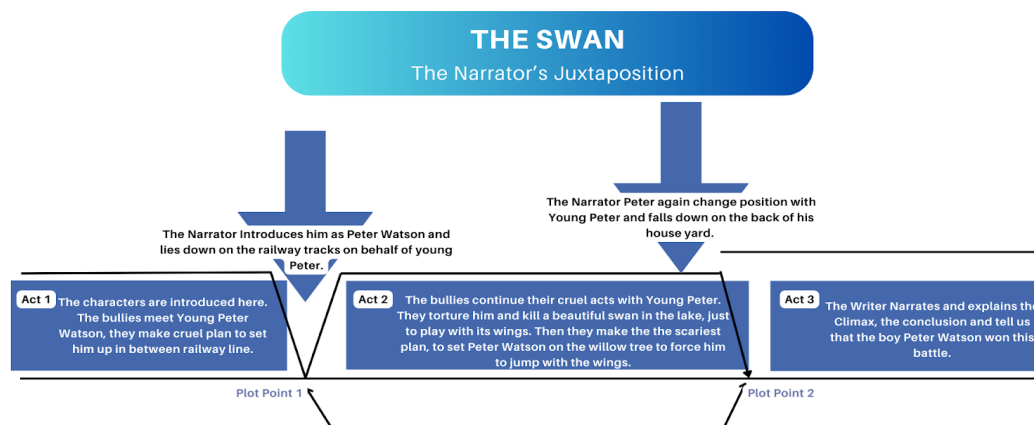 THE SWAN
The Narrator's Juxtaposition
The Narrator Introduces him as Peter Watson and
lies down on the railway tracks on behalf of young
Peter.
The Narrator Peter again change position with
Young Peter and falls down on the back of his
house yard.
Act 1
The characters are introduced here.
The bullies meet Young Peter
Watson, they make cruel plan to set
him up in between railway line.
Act 2
The bullies continue their cruel acts with Young Peter.
They torture him and kill a beautiful swan in the lake, just
to play with its wings. Then they make the the scariest
plan, to set Peter Watson on the willow tree to force him
to jump with the wings.
Act 3
The Writer Narrates and explains the
Climax, the conclusion and tell us
that the boy Peter Watson won this
battle.
Plot Point 1
Plot Point 2